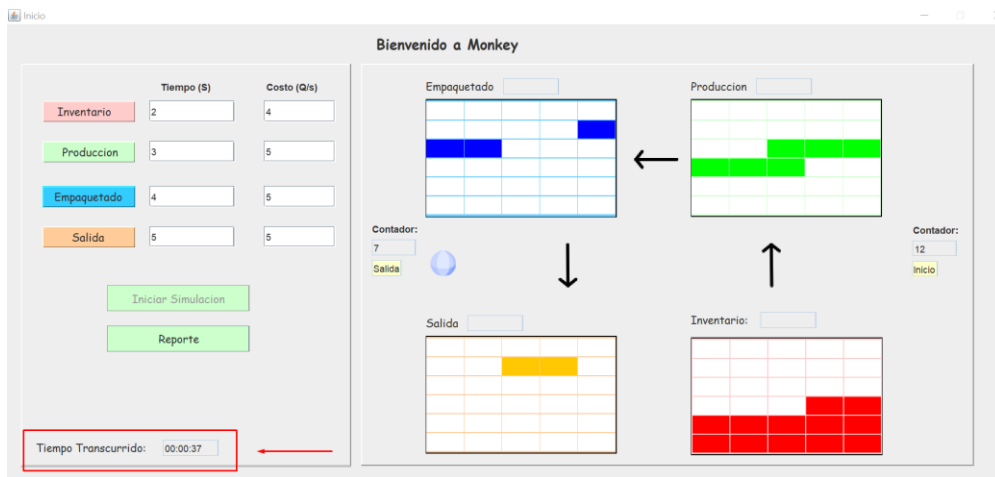 Inicio
Bienvenido a Monkey
Tiempo (S) Costo (Q/s)
Inventario 2 4
Produccion 3 5
Empaquetado 4 5
Salida 5 5
Iniciar Simulacion
Reporte
Tiempo Transcurrido: 00:00:37
Empaquetado
Produccion
Contador:
7
Salida
Contador:
12
Inicio
Salida
Inventario: